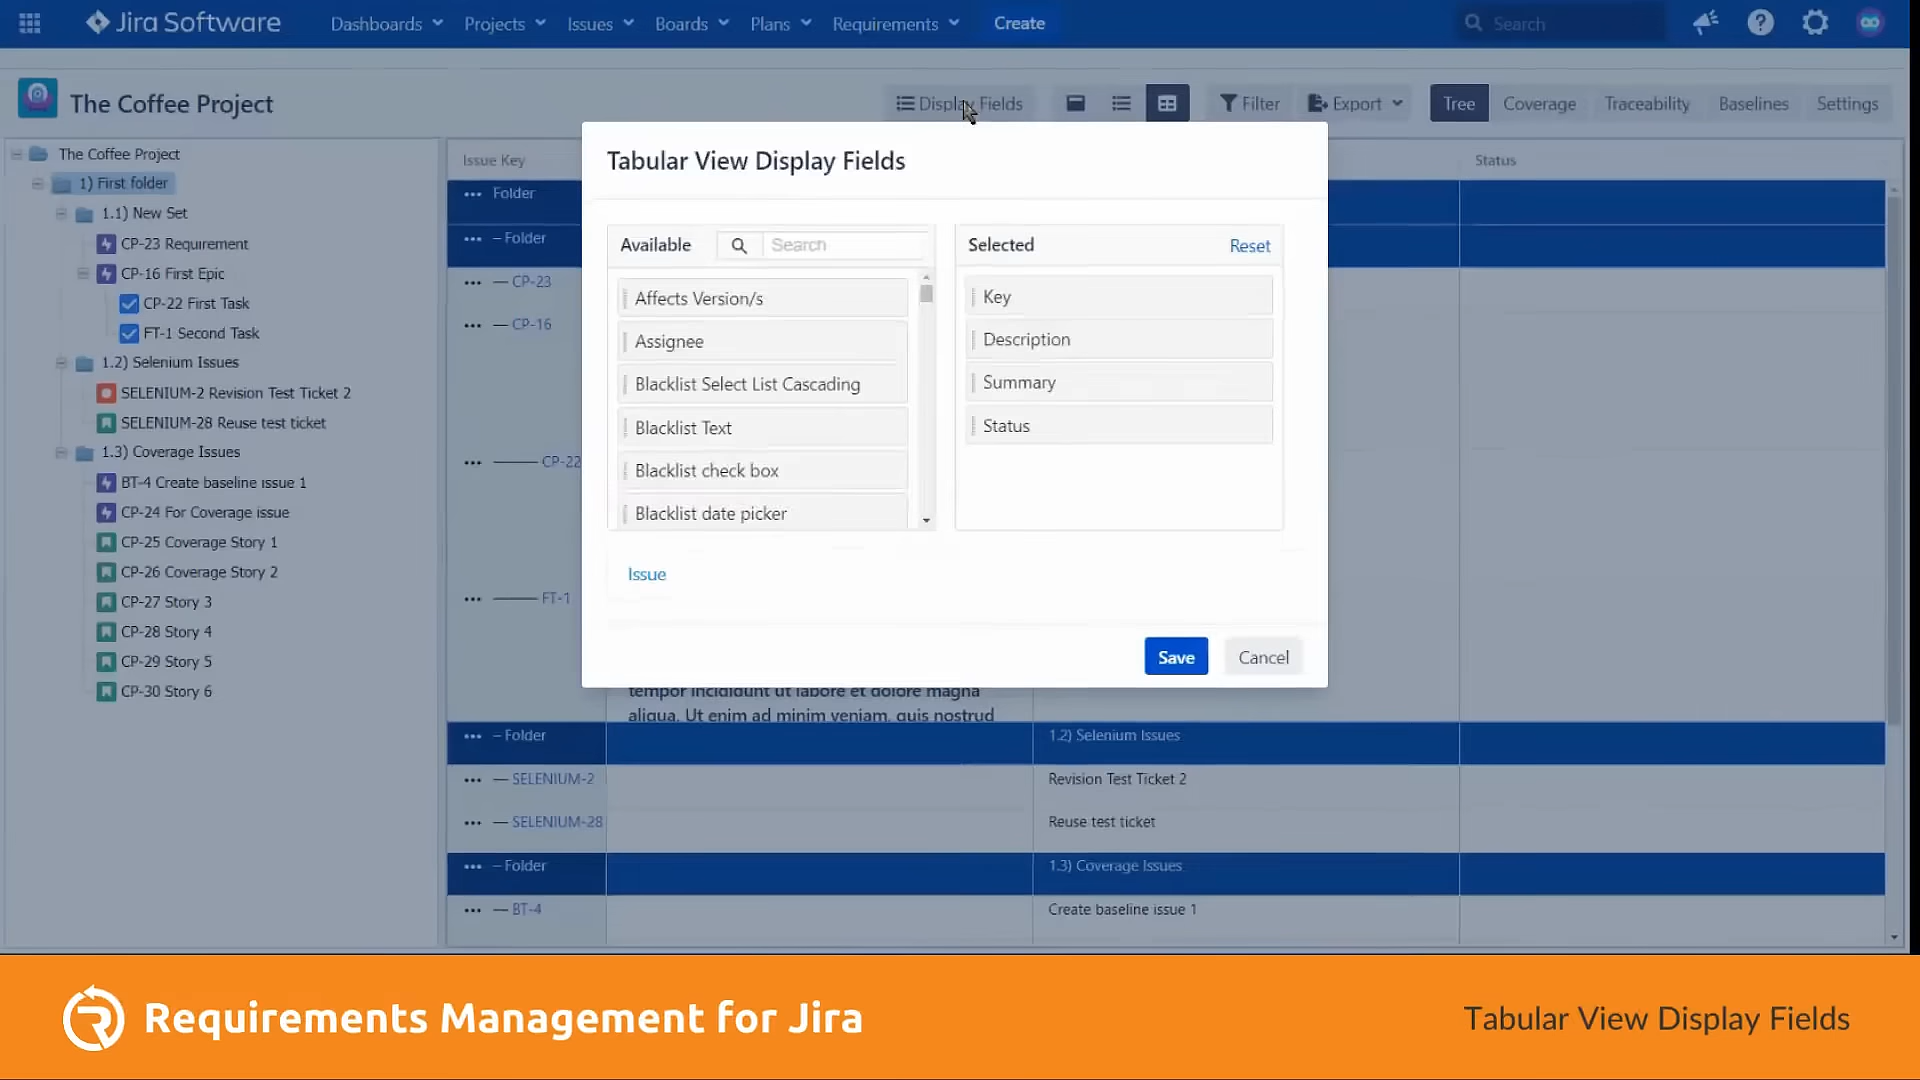 Jira Software
Dashboards
Projects
Issues
Boards
Plans
Requirements
Create
Search
The Coffee Project
Display Fields
Filter
Export
Tree
Coverage
Traceability
Baselines
Settings
The Coffee Project
1) First folder
1.1) New Set
CP-23 Requirement
CP-16 First Epic
CP-22 First Task
FT-1 Second Task
1.2) Selenium Issues
SELENIUM-2 Revision Test Ticket 2
SELENIUM-28 Reuse test ticket
1.3) Coverage Issues
BT-4 Create baseline issue 1
CP-24 For Coverage issue
CP-25 Coverage Story 1
CP-26 Coverage Story 2
CP-27 Story 3
CP-28 Story 4
CP-29 Story 5
CP-30 Story 6
Issue Key
Status
••• Folder
••• – Folder
••• — CP-23
••• — CP-16
••• ——— CP-22
••• ——— FT-1
Tabular View Display Fields
Available
Search
Affects Version/s
Assignee
Blacklist Select List Cascading
Blacklist Text
Blacklist check box
Blacklist date picker
Selected
Reset
Key
Description
Summary
Status
Issue
Save
Cancel
tempor incididunt ut labore et dolore magna
aliqua. Ut enim ad minim veniam, quis nostrud
••• – Folder
1.2) Selenium Issues
••• — SELENIUM-2
Revision Test Ticket 2
••• — SELENIUM-28
Reuse test ticket
••• – Folder
1.3) Coverage Issues
••• — BT-4
Create baseline issue 1
Requirements Management for Jira
Tabular View Display Fields